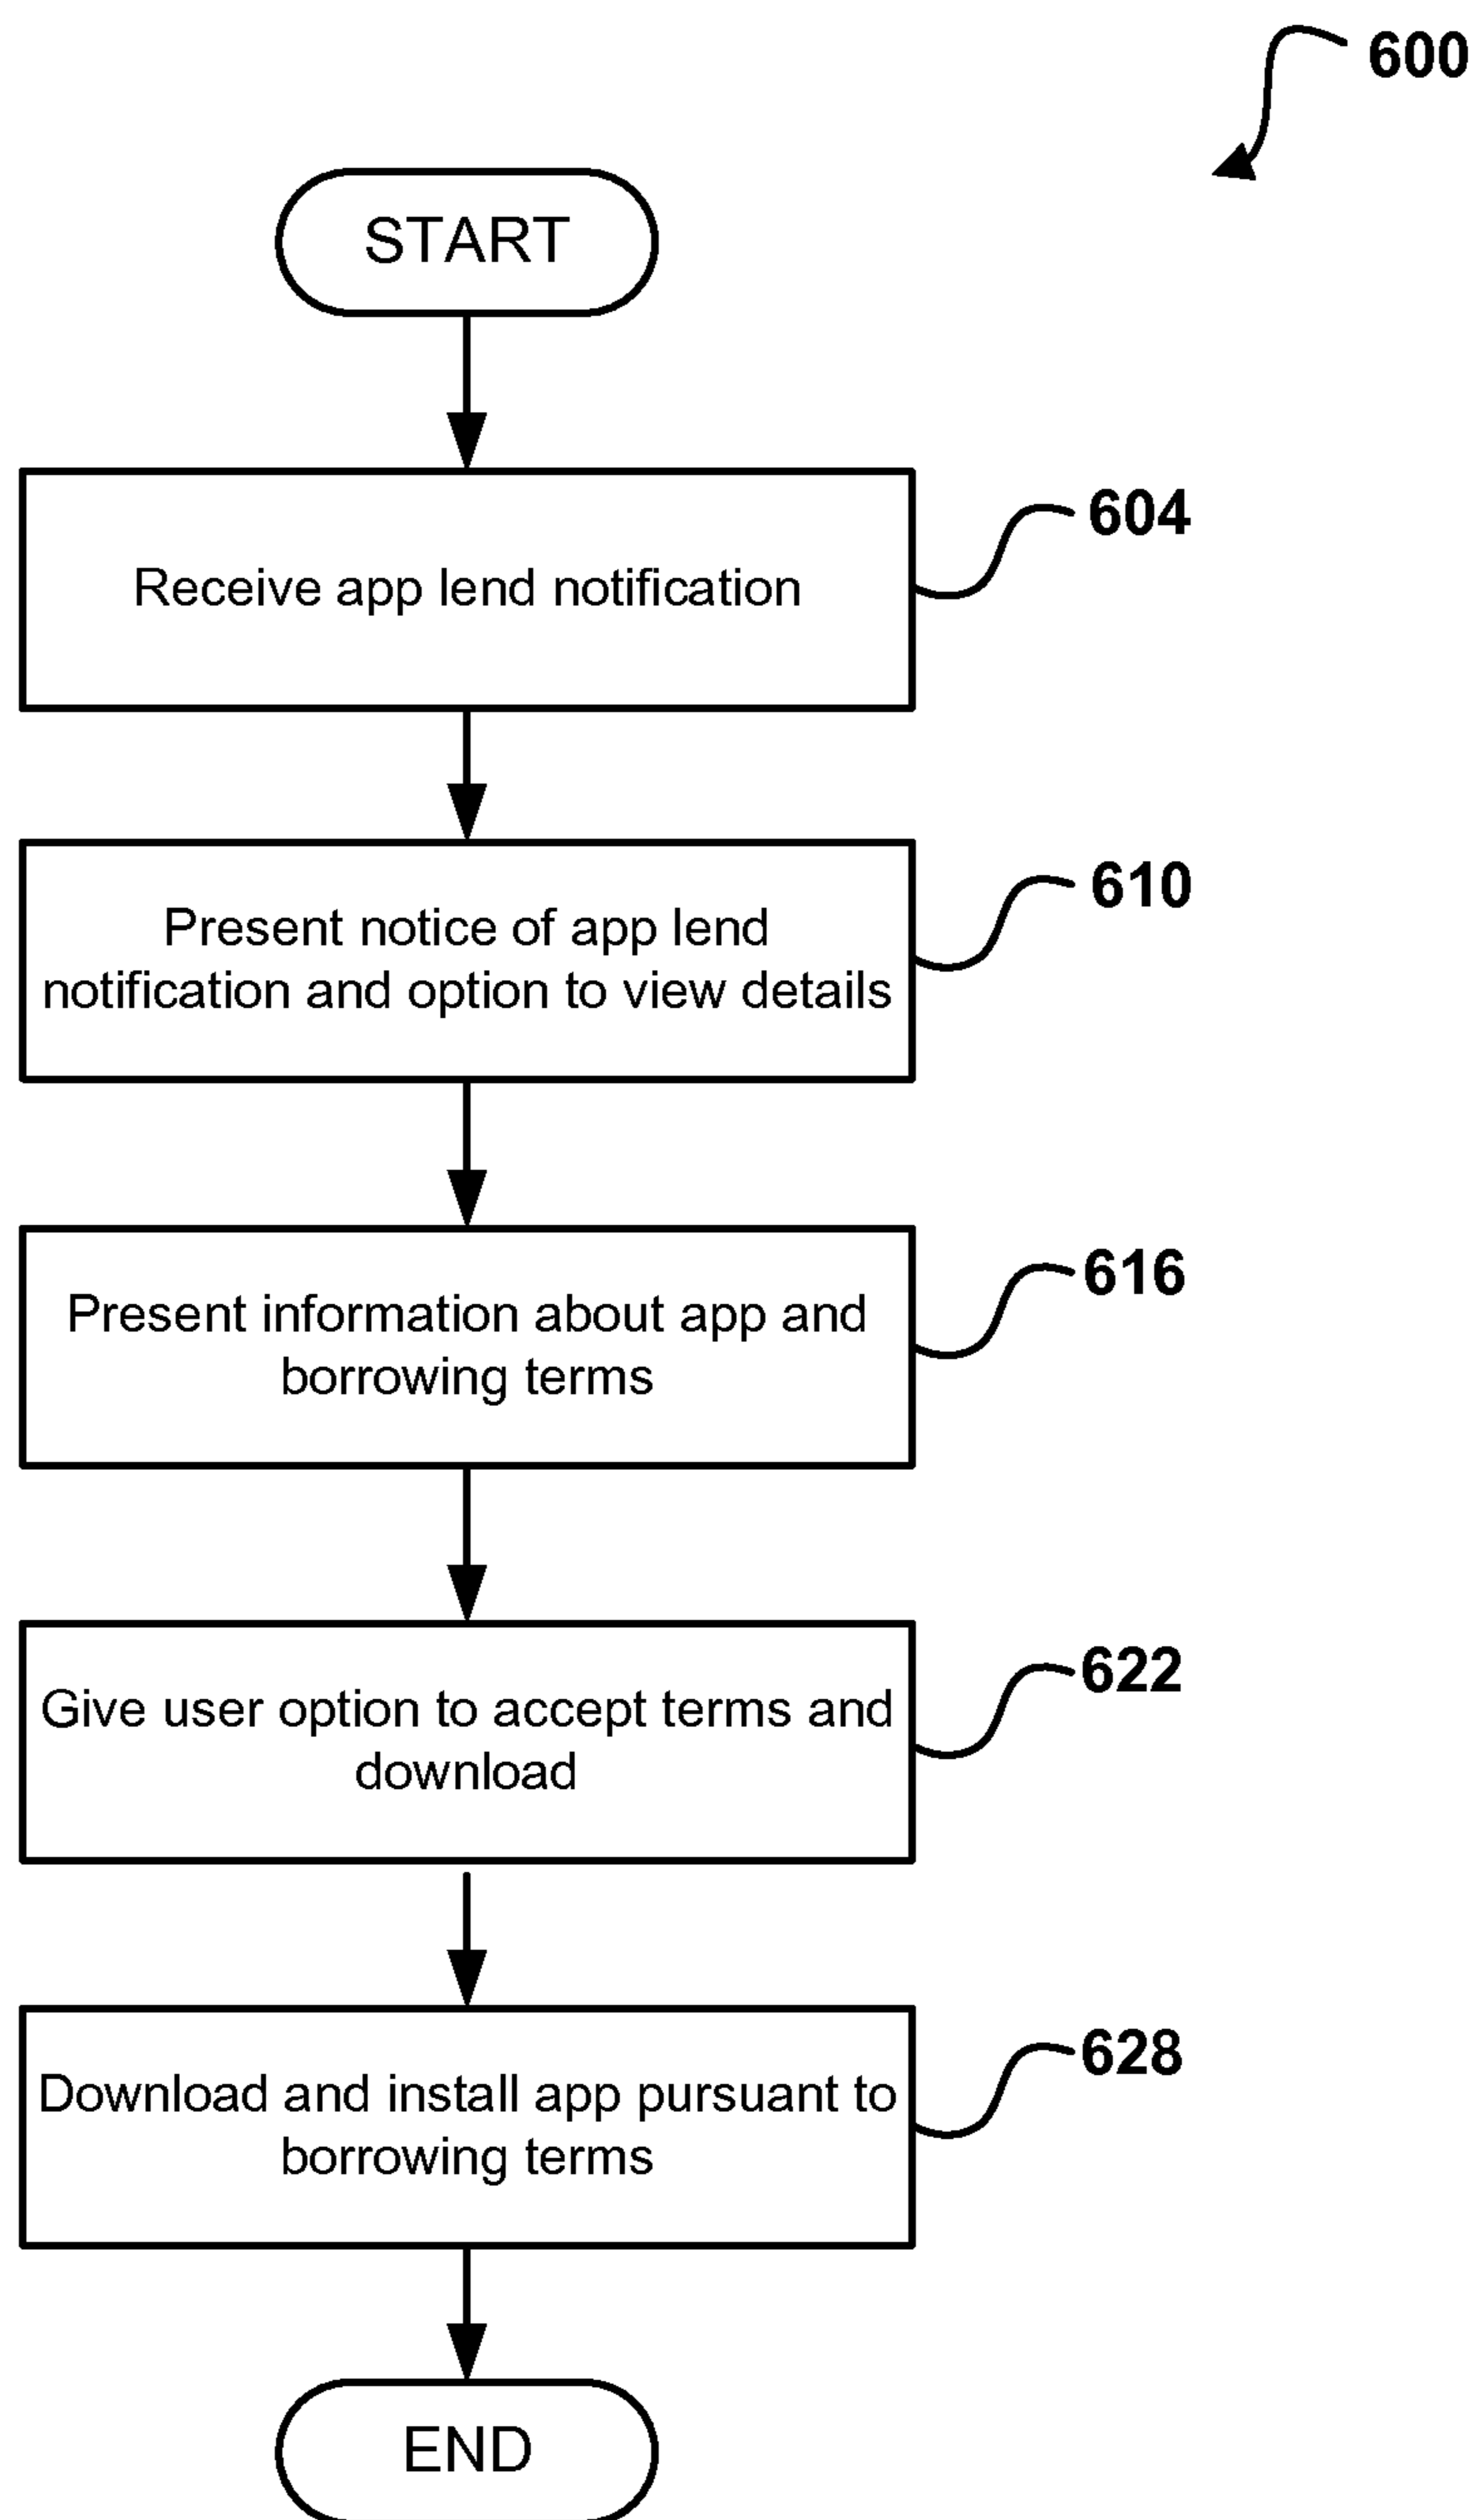 600
START
Receive app lend notification
604
Present notice of app lend
notification and option to view details
610
Present information about app and
borrowing terms
616
Give user option to accept terms and
download
622
Download and install app pursuant to
borrowing terms
628
END